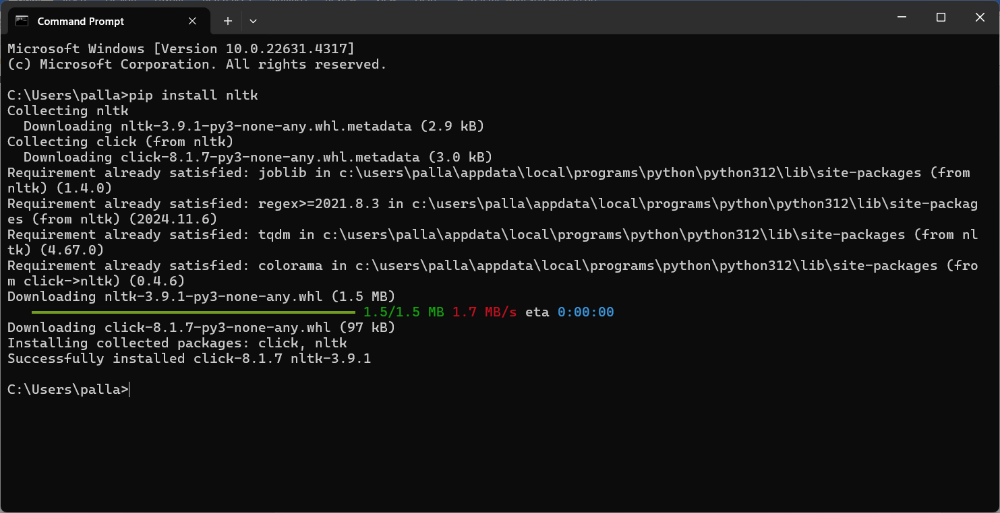 Command Prompt
Microsoft Windows [Version 10.0.22631.4317]
(c) Microsoft Corporation. All rights reserved.
C:\Users\palla>pip install nltk
Collecting nltk
  Downloading nltk-3.9.1-py3-none-any.whl.metadata (2.9 kB)
Collecting click (from nltk)
  Downloading click-8.1.7-py3-none-any.whl.metadata (3.0 kB)
Requirement already satisfied: joblib in c:\users\palla\appdata\local\programs\python\python312\lib\site-packages (from
nltk) (1.4.0)
Requirement already satisfied: regex>=2021.8.3 in c:\users\palla\appdata\local\programs\python\python312\lib\site-packag
es (from nltk) (2024.11.6)
Requirement already satisfied: tqdm in c:\users\palla\appdata\local\programs\python\python312\lib\site-packages (from nl
tk) (4.67.0)
Requirement already satisfied: colorama in c:\users\palla\appdata\local\programs\python\python312\lib\site-packages (fro
m click->nltk) (0.4.6)
Downloading nltk-3.9.1-py3-none-any.whl (1.5 MB)
1.5/1.5 MB 1.7 MB/s eta 0:00:00
Downloading click-8.1.7-py3-none-any.whl (97 kB)
Installing collected packages: click, nltk
Successfully installed click-8.1.7 nltk-3.9.1
C:\Users\palla>